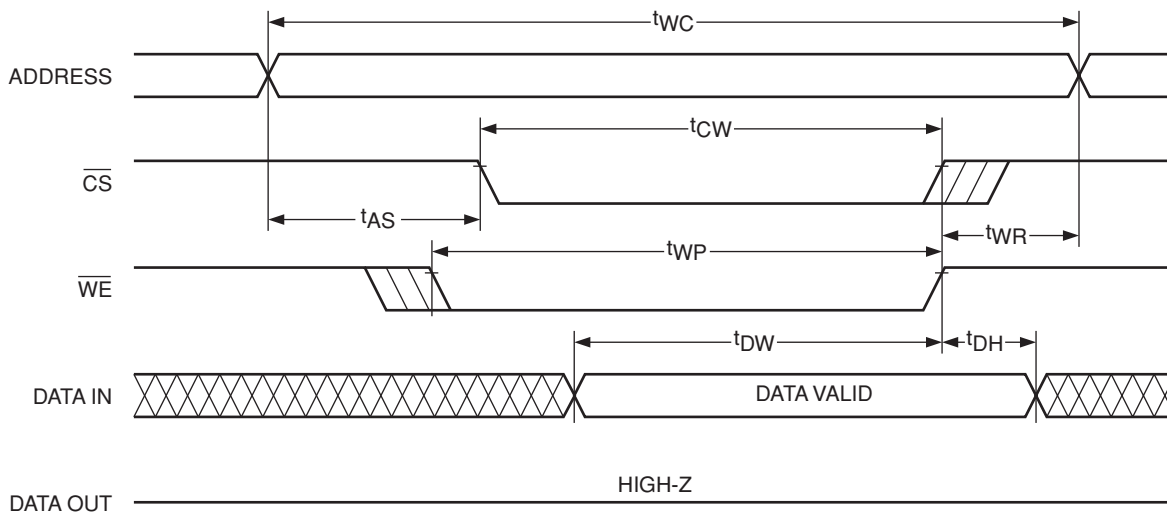 tWC
ADDRESS
tCW
CS
tAS
tWR
tWP
WE
tDW
tDH
DATA IN
DATA VALID
HIGH-Z
DATA OUT